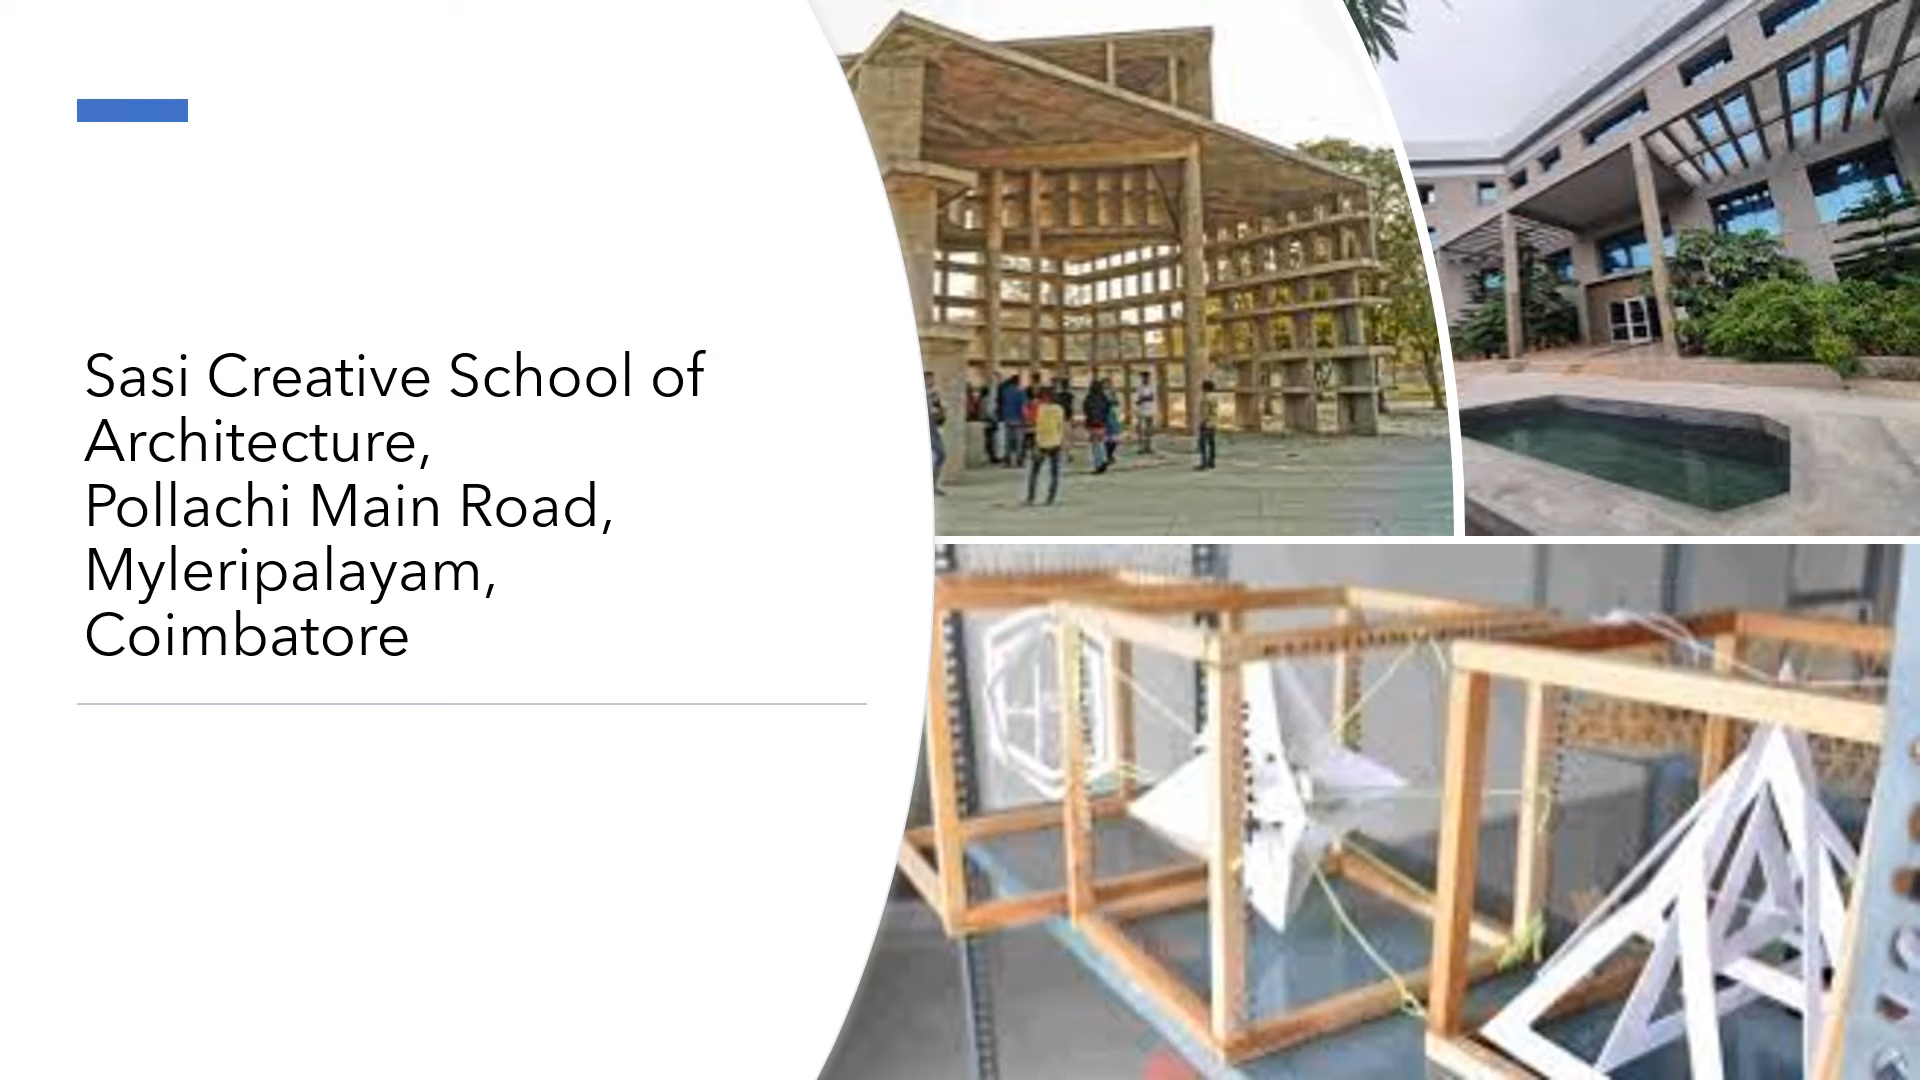 Sasi Creative School of
Architecture,
Pollachi Main Road,
Myleripalayam,
Coimbatore